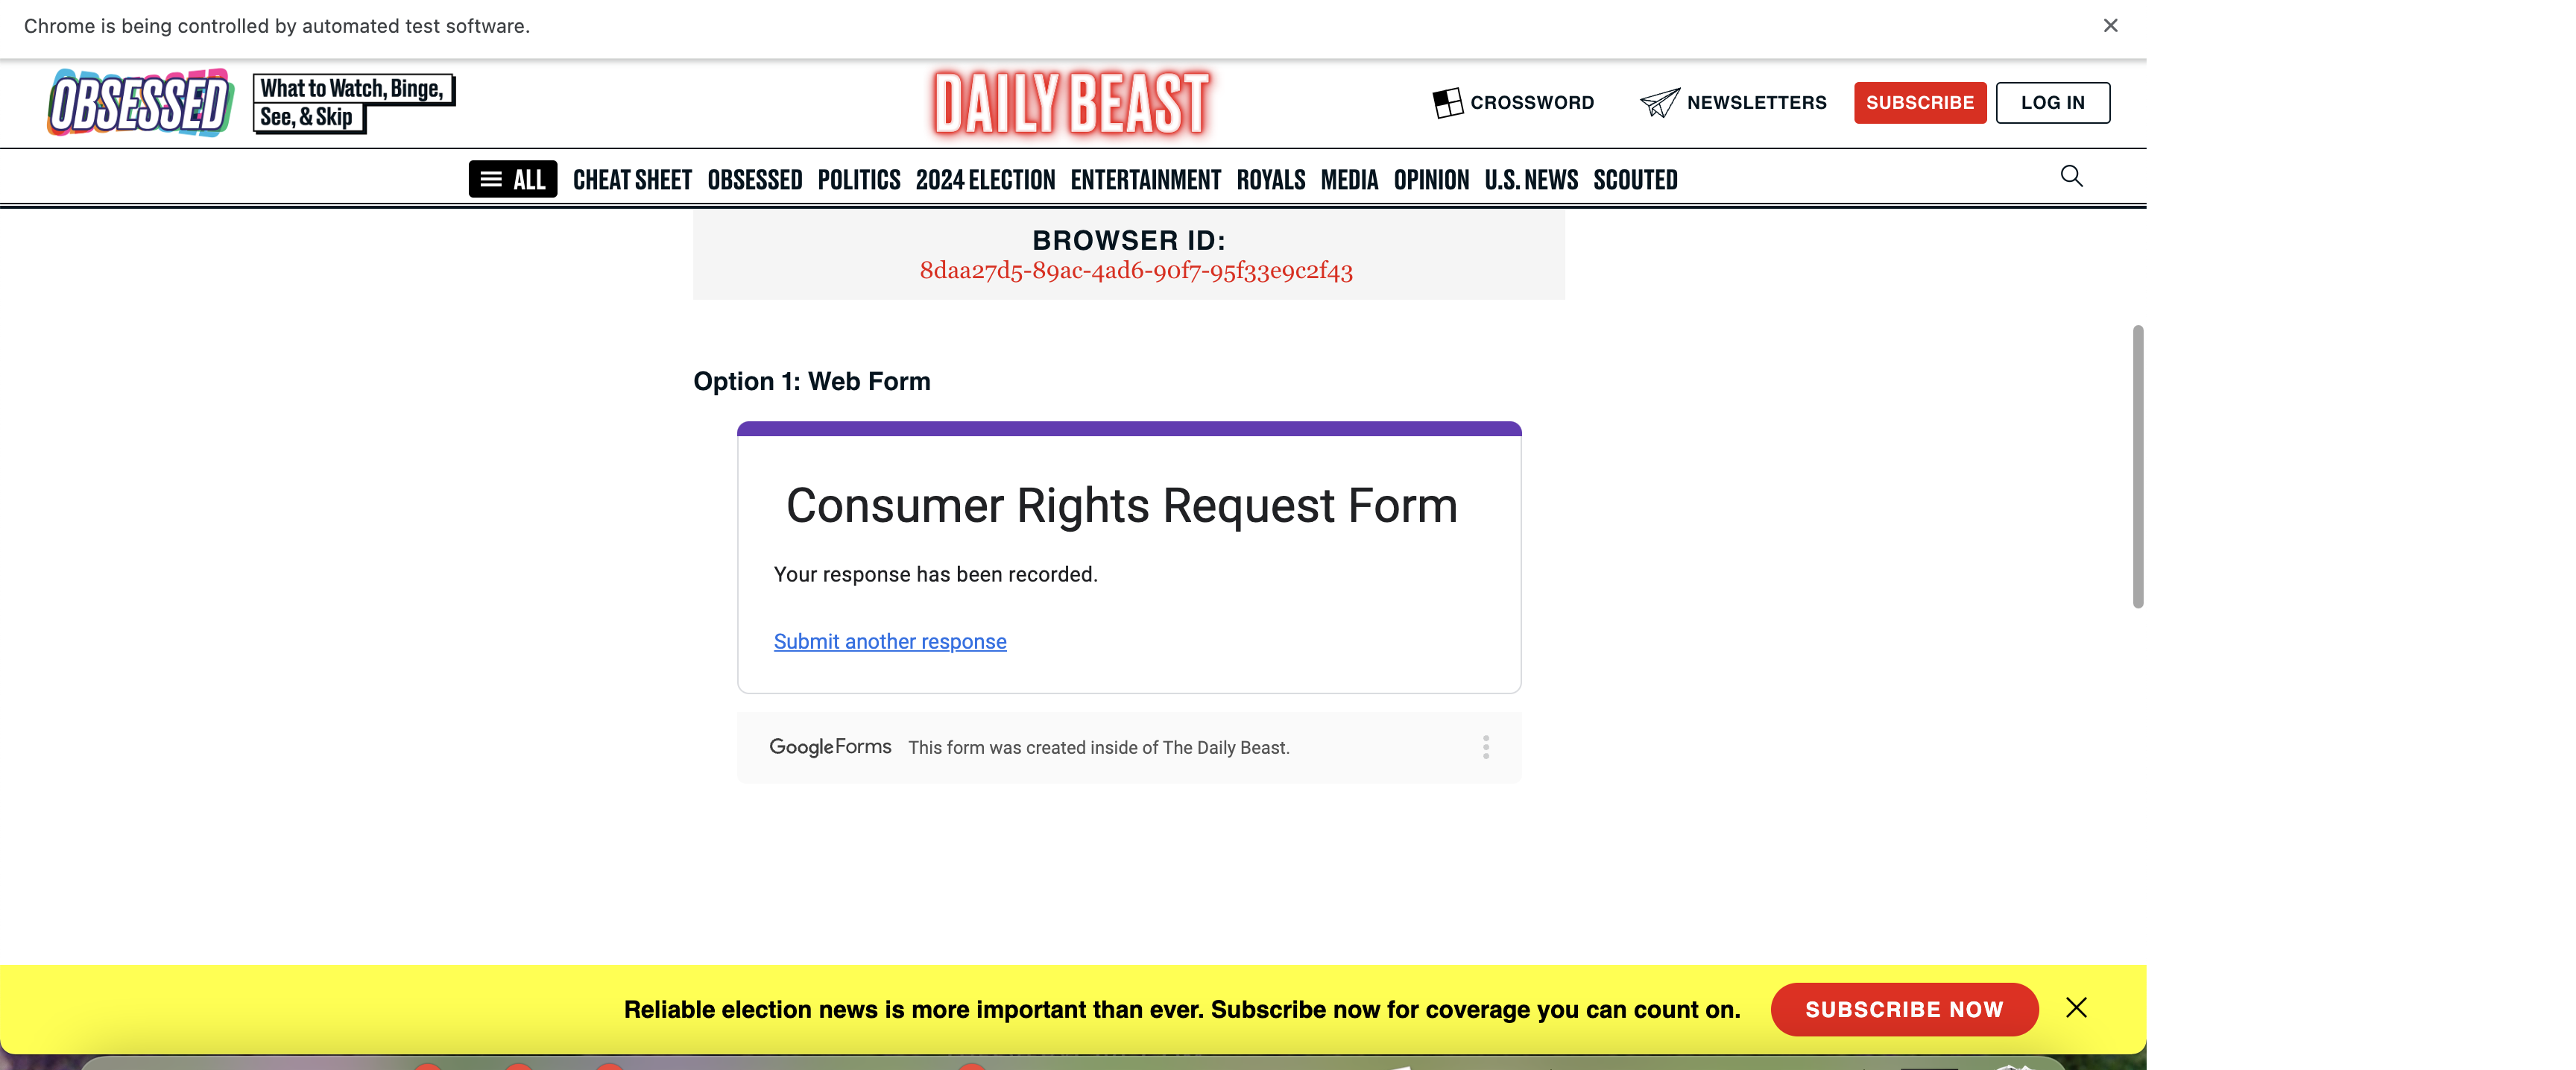 Chrome is being controlled by automated test software.
OBSESSED
What to Watch, Binge,
See, & Skip
DAILY BEAST
CROSSWORD
NEWSLETTERS
SUBSCRIBE
LOG IN
ALL CHEAT SHEET OBSESSED POLITICS 2024 ELECTION ENTERTAINMENT ROYALS MEDIA OPINION U.S. NEWS SCOUTED
BROWSER ID:
8daa27d5-89ac-4ad6-90f7-95f33e9c2f43
Option 1: Web Form
Consumer Rights Request Form
Your response has been recorded.
Submit another response
Google Forms This form was created inside of The Daily Beast.
Reliable election news is more important than ever. Subscribe now for coverage you can count on.
SUBSCRIBE NOW